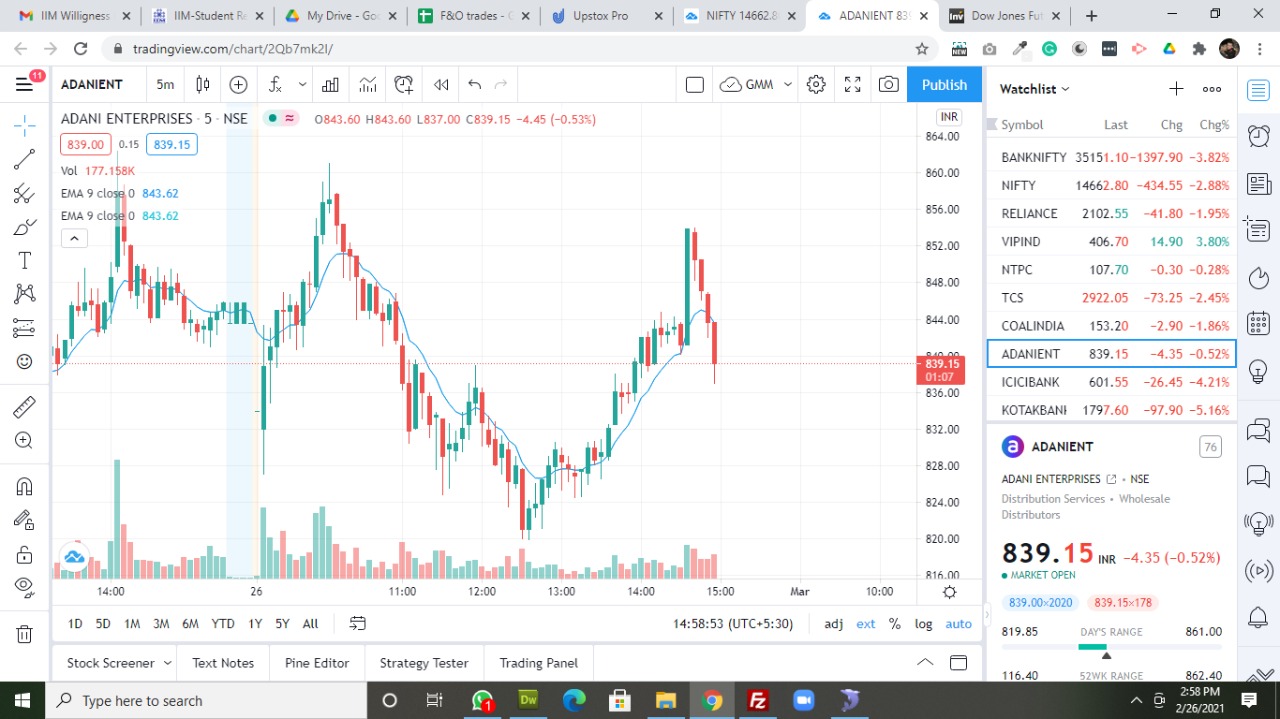 IIM Willigness
IIM-Student Re
My Drive - Goo
F&O trades - G
Upstox Pro
NIFTY 14662.8
ADANIENT 839
Dow Jones Fut
tradingview.com/chart/2Qb7mk2l/
11
ADANIENT 5m GMM Publish
ADANI ENTERPRISES · 5 · NSE O843.60 H843.60 L837.00 C839.15 −4.45 (−0.53%)
INR
839.00 0.15 839.15
Vol 177.158K
EMA 9 close 0 843.62
EMA 9 close 0 843.62
864.00
860.00
856.00
852.00
848.00
844.00
840.00
839.15
01:07
836.00
832.00
828.00
824.00
820.00
816.00
14:00 26 11:00 12:00 13:00 14:00 15:00 Mar 10:00
1D 5D 1M 3M 6M YTD 1Y 5Y All 14:58:53 (UTC+5:30) adj ext % log auto
Stock Screener Text Notes Pine Editor Strategy Tester Trading Panel
Watchlist
Symbol Last Chg Chg%
BANKNIFTY 35151.10 −1397.90 −3.82%
NIFTY 14662.80 −434.55 −2.88%
RELIANCE 2102.55 −41.80 −1.95%
VIPIND 406.70 14.90 3.80%
NTPC 107.70 −0.30 −0.28%
TCS 2922.05 −73.25 −2.45%
COALINDIA 153.20 −2.90 −1.86%
ADANIENT 839.15 −4.35 −0.52%
ICICIBANK 601.55 −26.45 −4.21%
KOTAKBANK 1797.60 −97.90 −5.16%
a ADANIENT 76
ADANI ENTERPRISES • NSE
Distribution Services • Wholesale
Distributors
839.15 INR −4.35 (−0.52%)
MARKET OPEN
839.00×2020 839.15×178
819.85 DAY'S RANGE 861.00
116.40 52WK RANGE 862.40
Type here to search
1
Dw
Fz
2:58 PM
2/26/2021